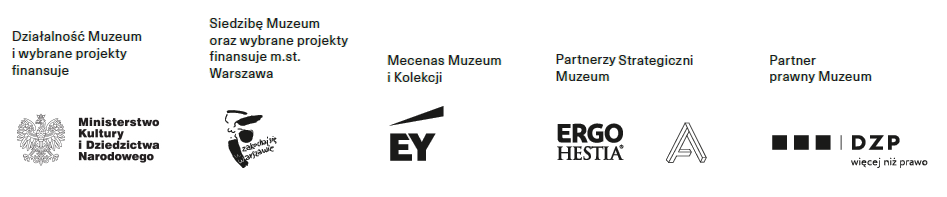 Działalność Muzeum
i wybrane projekty
finansuje
Ministerstwo
Kultury
i Dziedzictwa
Narodowego
Siedzibę Muzeum
oraz wybrane projekty
finansuje m.st.
Warszawa
zakochaj się
w Warszawie
Mecenas Muzeum
i Kolekcji
EY
Partnerzy Strategiczni
Muzeum
ERGO
HESTIA®
Partner
prawny Muzeum
DZP
więcej niż prawo